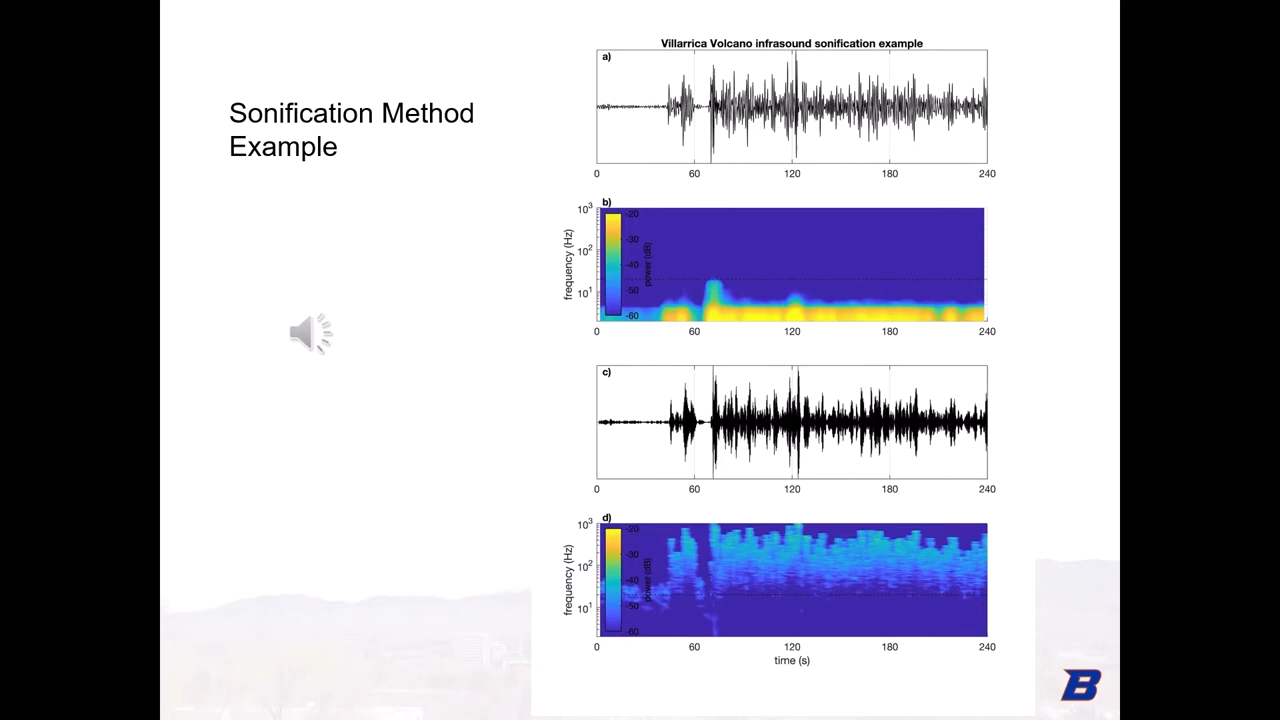 Sonification Method
Example
Villarrica Volcano infrasound sonification example
a)
0 60 120 180 240
b)
10³
10²
10¹
frequency (Hz)
-20
-30
-40
-50
-60
power (dB)
0 60 120 180 240
c)
0 60 120 180 240
d)
10³
10²
10¹
frequency (Hz)
-20
-30
-40
-50
-60
power (dB)
0 60 120 180 240
time (s)
B